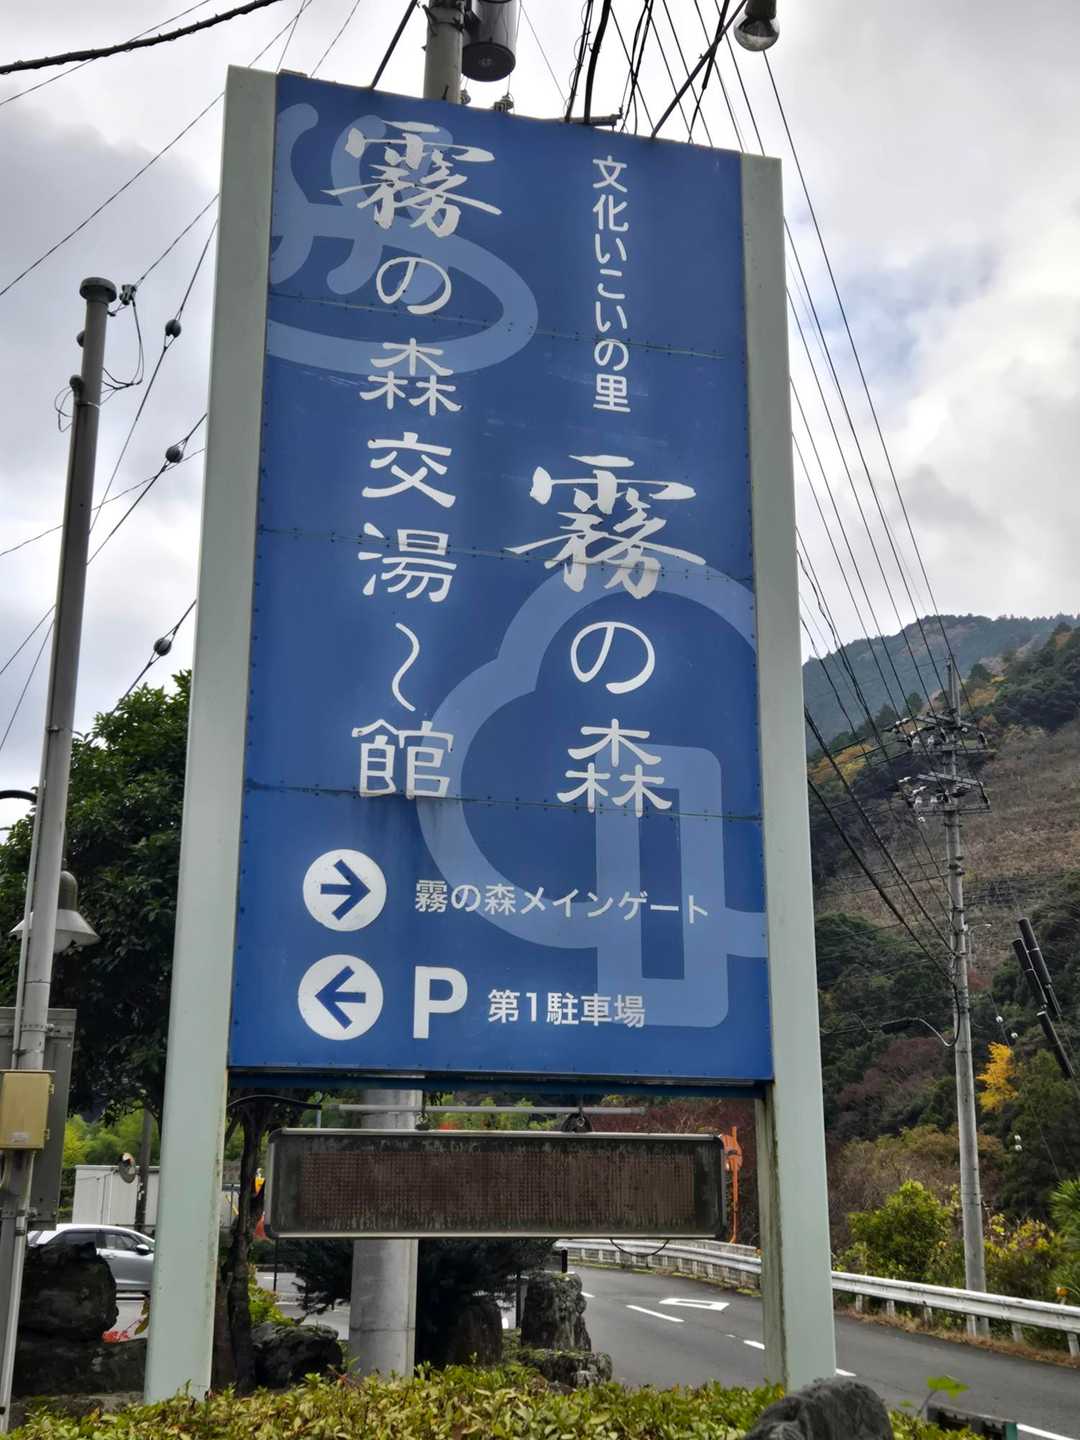 文化いこいの里
霧の森
霧の森交湯〜館
霧の森メインゲート
P 第1駐車場